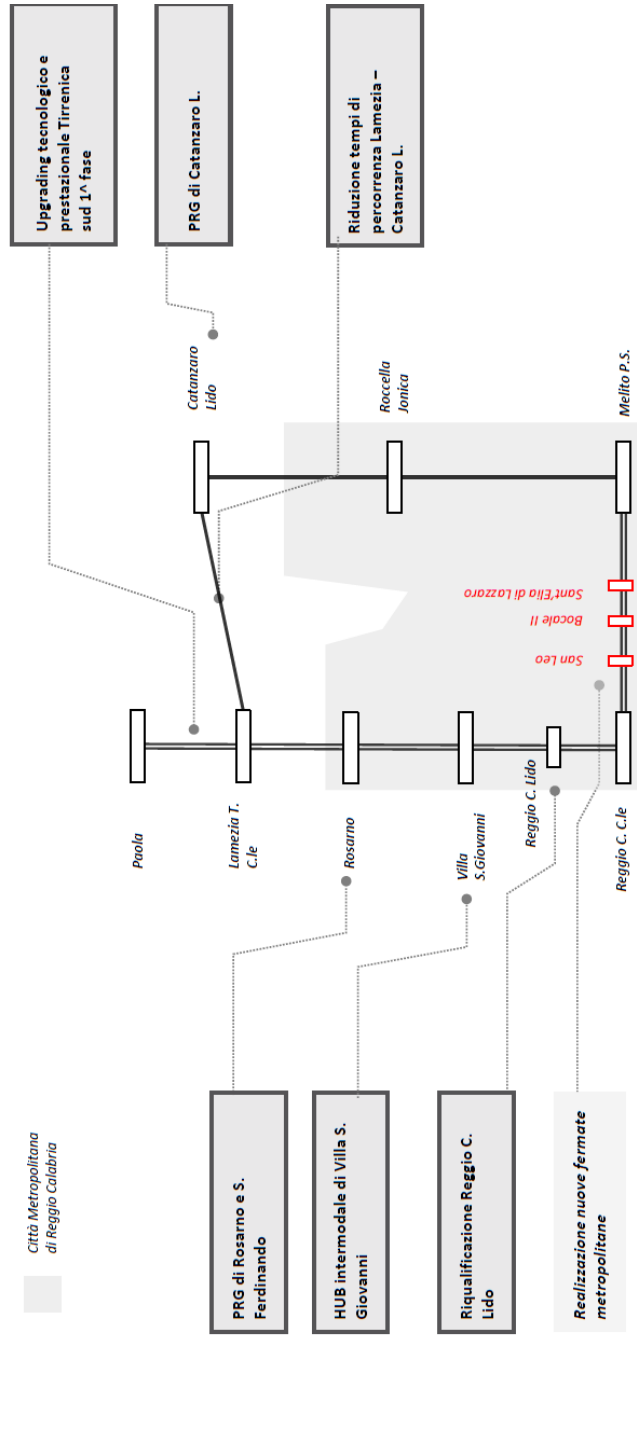 Città Metropolitana
di Reggio Calabria
PRG di Rosarno e S.
Ferdinando
HUB intermodale di Villa S.
Giovanni
Riqualificazione Reggio C.
Lido
Realizzazione nuove fermate
metropolitane
Paola
Lamezia T.
C.le
Rosarno
Villa
S.Giovanni
Reggio C. Lido
Reggio C. C.le
San Leo
Bocale II
Sant'Elia di Lazzaro
Catanzaro
Lido
Roccella
Jonica
Melito P.S.
Upgrading tecnologico e
prestazionale Tirrenica
sud 1^ fase
PRG di Catanzaro L.
Riduzione tempi di
percorrenza Lamezia –
Catanzaro L.